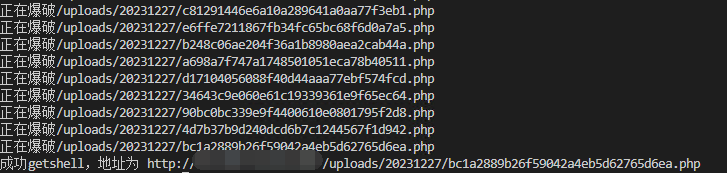 正在爆破/uploads/20231227/c81291446e6a10a289641a0aa77f3eb1.php
正在爆破/uploads/20231227/e6ffe7211867fb34fc65bc68f6d0a7a5.php
正在爆破/uploads/20231227/b248c06ae204f36a1b8980aea2cab44a.php
正在爆破/uploads/20231227/a698a7f747a1748501051eca78b40511.php
正在爆破/uploads/20231227/d17104056088f40d44aaa77ebf574fcd.php
正在爆破/uploads/20231227/34643c9e060e61c19339361e9f65ec64.php
正在爆破/uploads/20231227/90bc0bc339e9f4400610e0801795f2d8.php
正在爆破/uploads/20231227/4d7b37b9d240dcd6b7c1244567f1d942.php
正在爆破/uploads/20231227/bc1a2889b26f59042a4eb5d62765d6ea.php
成功getshell，地址为 http:/ /uploads/20231227/bc1a2889b26f59042a4eb5d62765d6ea.php